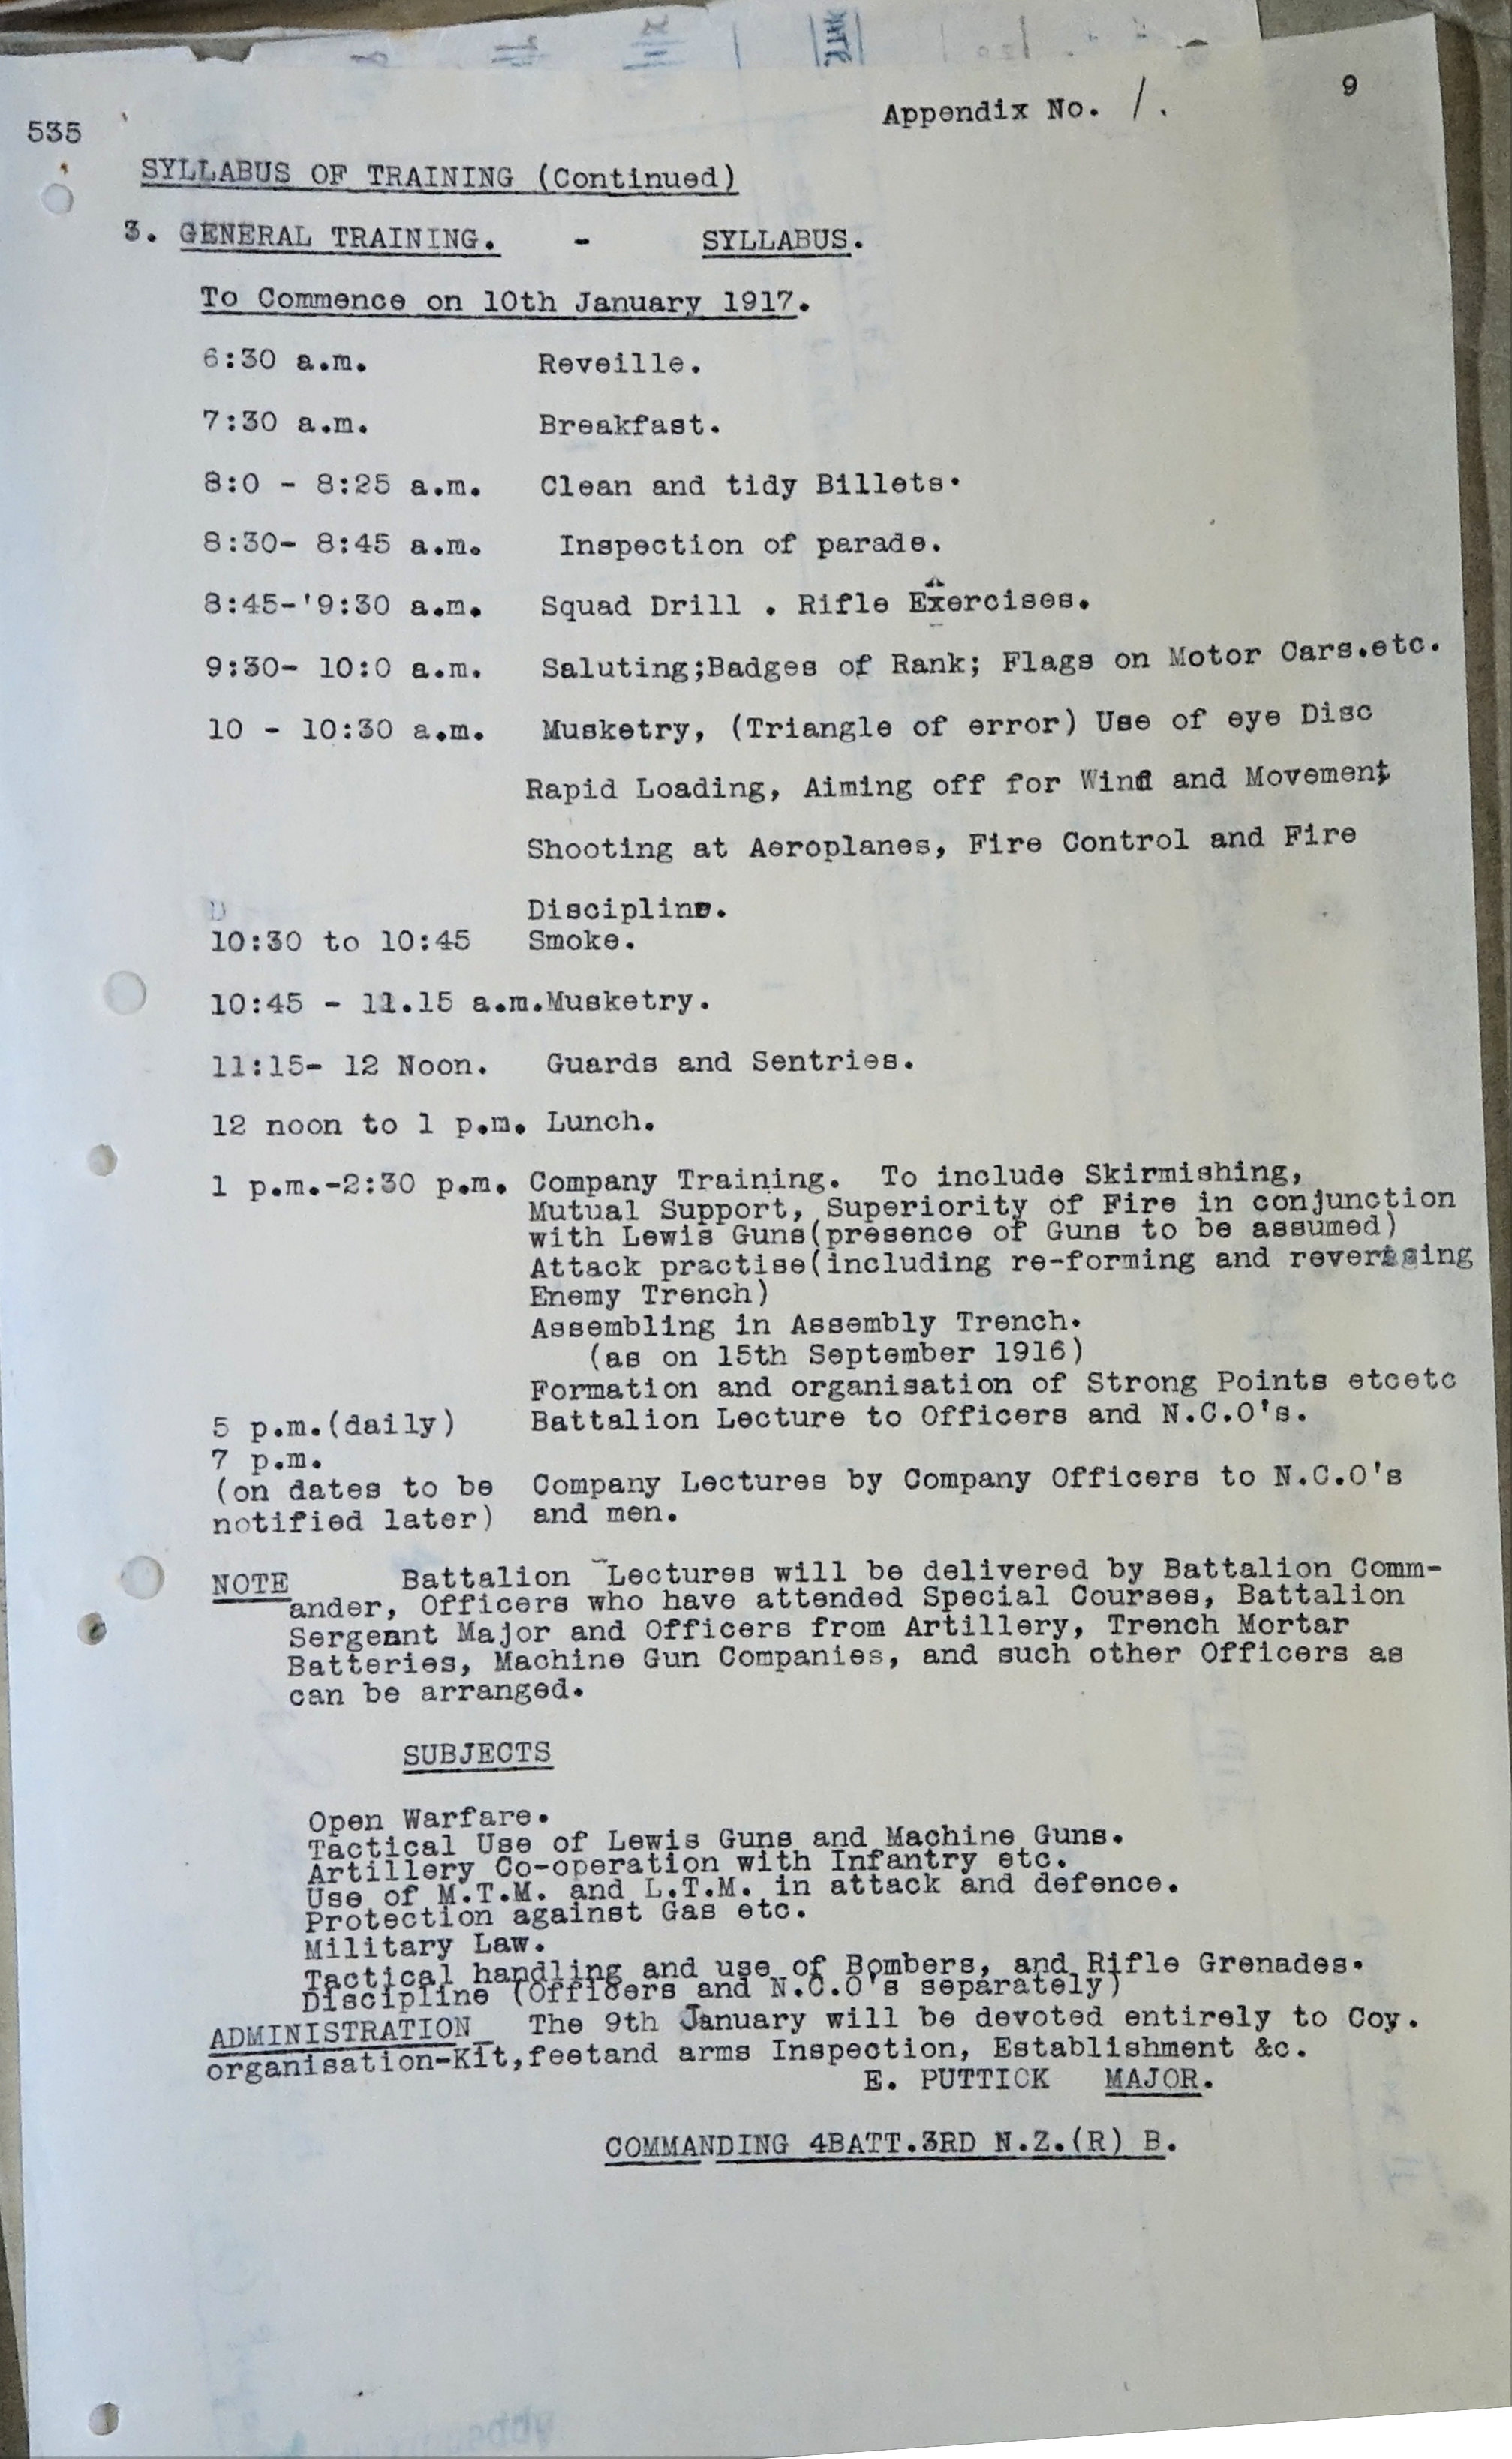 9
Appendix No. 1.
535
SYLLABUS OF TRAINING (Continued)
3. GENERAL TRAINING. - SYLLABUS.
To Commence on 10th January 1917.
6:30 a.m. Reveille.
7:30 a.m. Breakfast.
8:0 - 8:25 a.m. Clean and tidy Billets.
8:30- 8:45 a.m. Inspection of parade.
8:45-'9:30 a.m. Squad Drill . Rifle Exercises.
9:30- 10:0 a.m. Saluting;Badges of Rank; Flags on Motor Cars.etc.
10 - 10:30 a.m. Musketry, (Triangle of error) Use of eye Disc
Rapid Loading, Aiming off for Wind and Movement
Shooting at Aeroplanes, Fire Control and Fire
Discipline.
10:30 to 10:45 Smoke.
10:45 - 11.15 a.m.Musketry.
11:15- 12 Noon. Guards and Sentries.
12 noon to 1 p.m. Lunch.
1 p.m.-2:30 p.m. Company Training. To include Skirmishing,
Mutual Support, Superiority of Fire in conjunction
with Lewis Guns(presence of Guns to be assumed)
Attack practise(including re-forming and reversing
Enemy Trench)
Assembling in Assembly Trench.
(as on 15th September 1916)
Formation and organisation of Strong Points etcetc
5 p.m.(daily) Battalion Lecture to Officers and N.C.O's.
7 p.m.
(on dates to be Company Lectures by Company Officers to N.C.O's
notified later) and men.
NOTE Battalion Lectures will be delivered by Battalion Comm-
ander, Officers who have attended Special Courses, Battalion
Sergeant Major and Officers from Artillery, Trench Mortar
Batteries, Machine Gun Companies, and such other Officers as
can be arranged.
SUBJECTS
Open Warfare.
Tactical Use of Lewis Guns and Machine Guns.
Artillery Co-operation with Infantry etc.
Use of M.T.M. and L.T.M. in attack and defence.
Protection against Gas etc.
Military Law.
Tactical handling and use of Bombers, and Rifle Grenades.
Discipline (Officers and N.C.O's separately)
ADMINISTRATION_ The 9th January will be devoted entirely to Coy.
organisation-Kit,feetand arms Inspection, Establishment &c.
E. PUTTICK MAJOR.
COMMANDING 4BATT.3RD N.Z.(R) B.